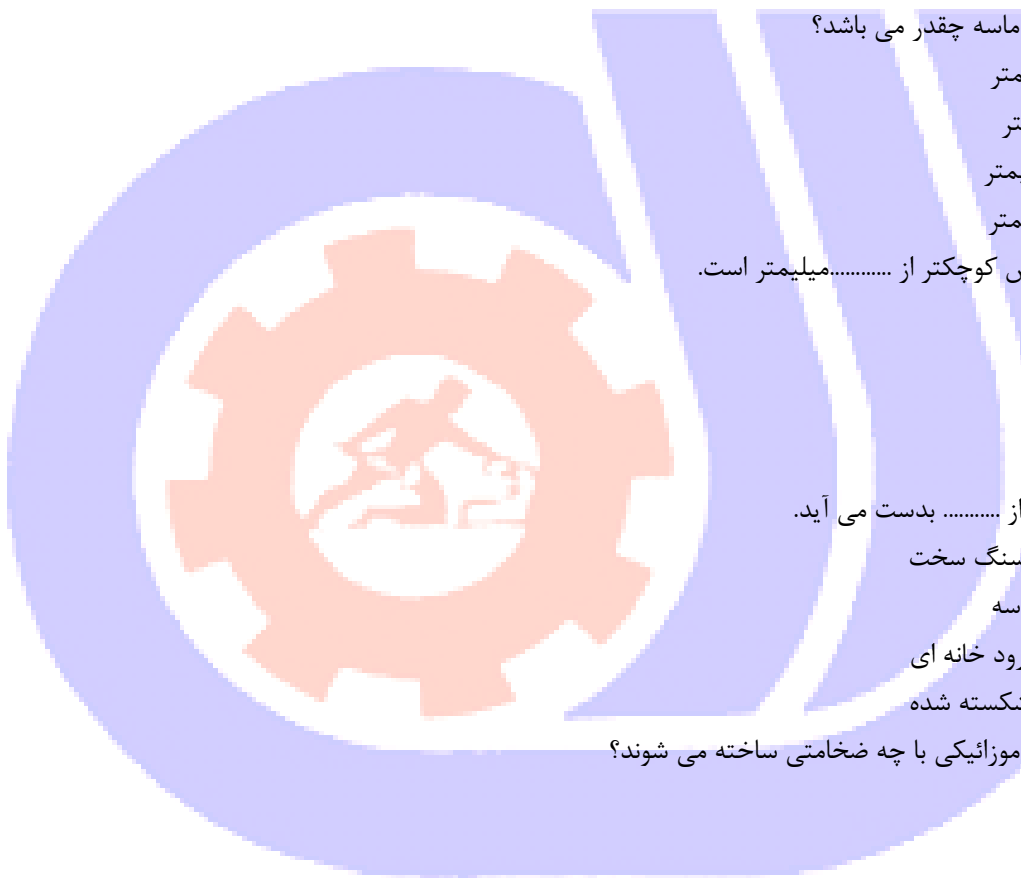 ماسه چقدر می باشد؟
متر
تر
متر
کوچکتر از ............میلیمتر است.
از ........... بدست می آید.
سنگ سخت
سه
رود خانه ای
شکسته شده
موزائیکی با چه ضخامتی ساخته می شوند؟